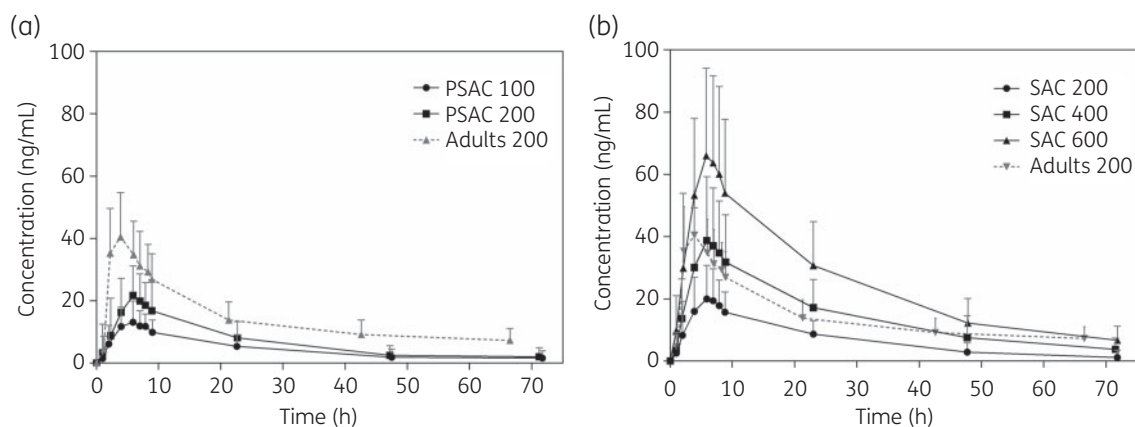 (a)
100
80
60
40
20
0
Concentration (ng/mL)
PSAC 100
PSAC 200
Adults 200
0 10 20 30 40 50 60 70
Time (h)
(b)
100
80
60
40
20
0
Concentration (ng/mL)
SAC 200
SAC 400
SAC 600
Adults 200
0 10 20 30 40 50 60 70
Time (h)